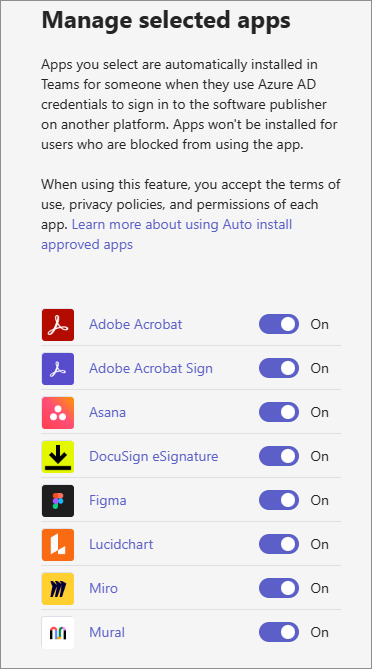 Manage selected apps
Apps you select are automatically installed in
Teams for someone when they use Azure AD
credentials to sign in to the software publisher
on another platform. Apps won't be installed for
users who are blocked from using the app.
When using this feature, you accept the terms of
use, privacy policies, and permissions of each
app. Learn more about using Auto install
approved apps
Adobe Acrobat On
Adobe Acrobat Sign On
Asana On
DocuSign eSignature On
Figma On
Lucidchart On
Miro On
Mural On